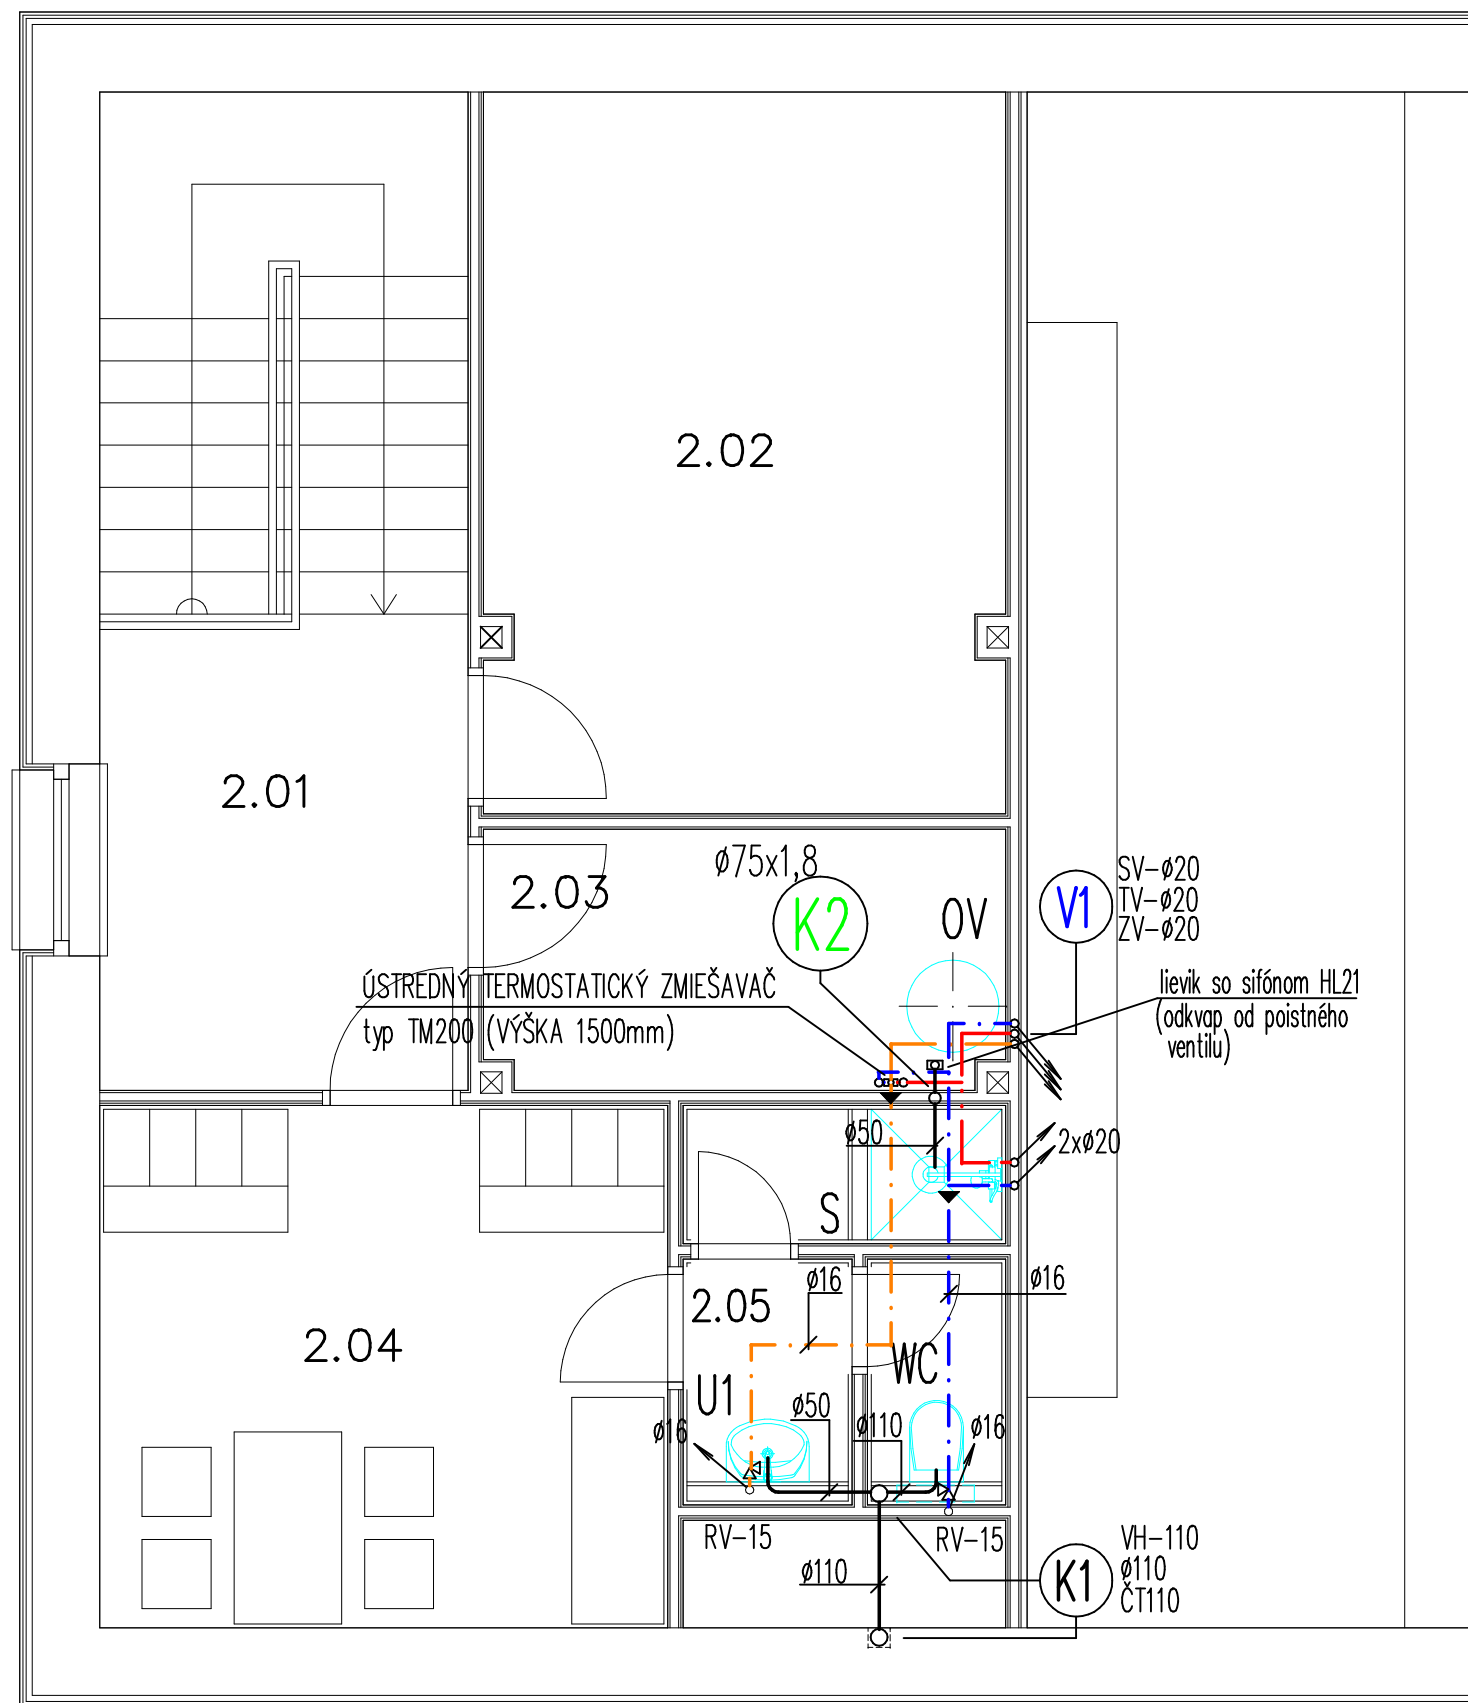 2.02
2.01
2.03
ø75x1,8
K2
OV
V1
SV-ø20
TV-ø20
ZV-ø20
ÚSTREDNÝ TERMOSTATICKÝ ZMIEŠAVAČ
typ TM200 (VÝŠKA 1500mm)
lievik so sifónom HL21
(odkvap od poistného
ventilu)
ø50
2xø20
S
ø16
ø16
2.05
2.04
WC
U1
ø50
ø110
ø16
ø16
RV-15
RV-15
ø110
K1
VH-110
ø110
ČT110